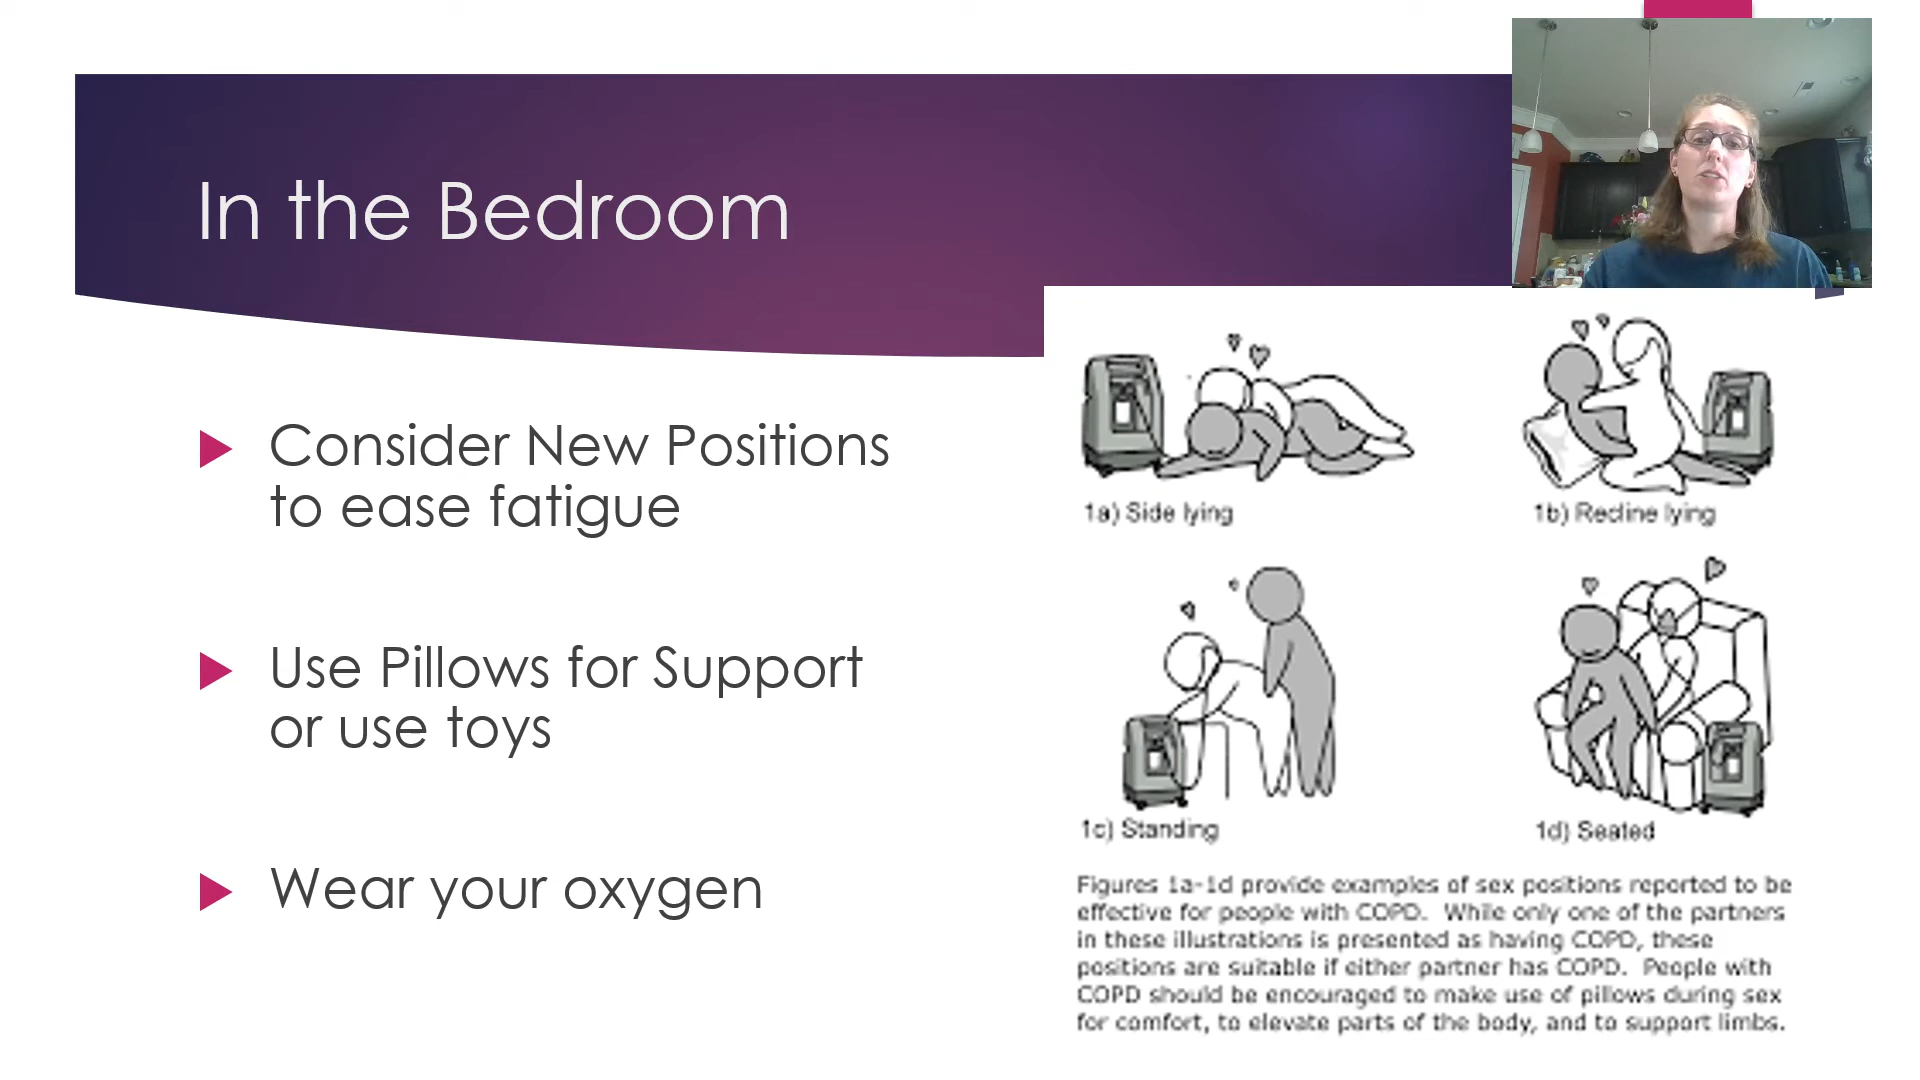 In the Bedroom
Consider New Positions
to ease fatigue
Use Pillows for Support
or use toys
Wear your oxygen
1a) Side lying
1b) Recline lying
1c) Standing
1d) Seated
Figures 1a-1d provide examples of sex positions reported to be
effective for people with COPD. While only one of the partners
in these illustrations is presented as having COPD, these
positions are suitable if either partner has COPD. People with
COPD should be encouraged to make use of pillows during sex
for comfort, to elevate parts of the body, and to support limbs.